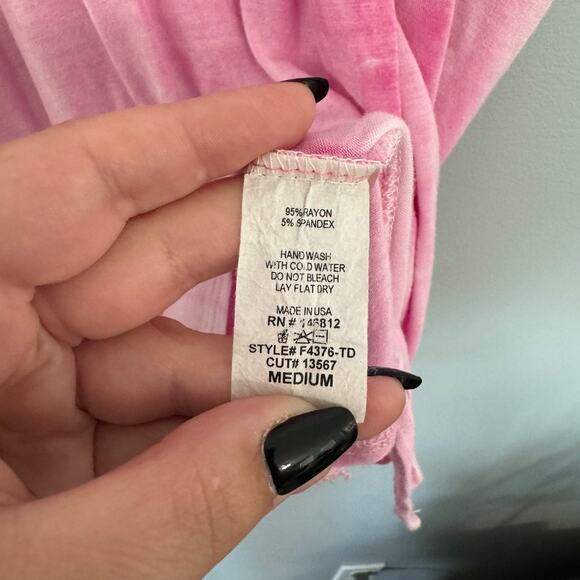 95% RAYON
5% SPANDEX
HAND WASH
WITH COLD WATER
DO NOT BLEACH
LAY FLAT DRY
MADE IN USA
RN # 146812
STYLE# F4376-TD
CUT# 13567
MEDIUM